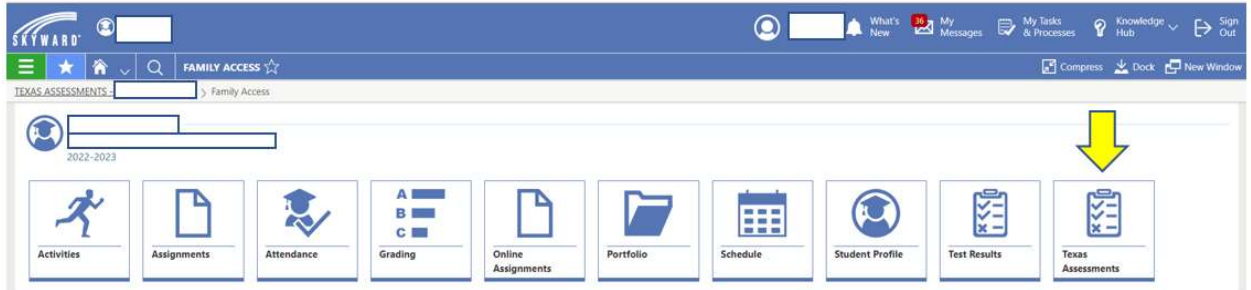 SKYWARD
What's New
36
My Messages
My Tasks & Processes
Knowledge Hub
Sign Out
FAMILY ACCESS
Compress
Dock
New Window
TEXAS ASSESSMENTS -
Family Access
2022-2023
A
B
C
Activities
Assignments
Attendance
Grading
Online
Assignments
Portfolio
Schedule
Student Profile
Test Results
Texas
Assessments